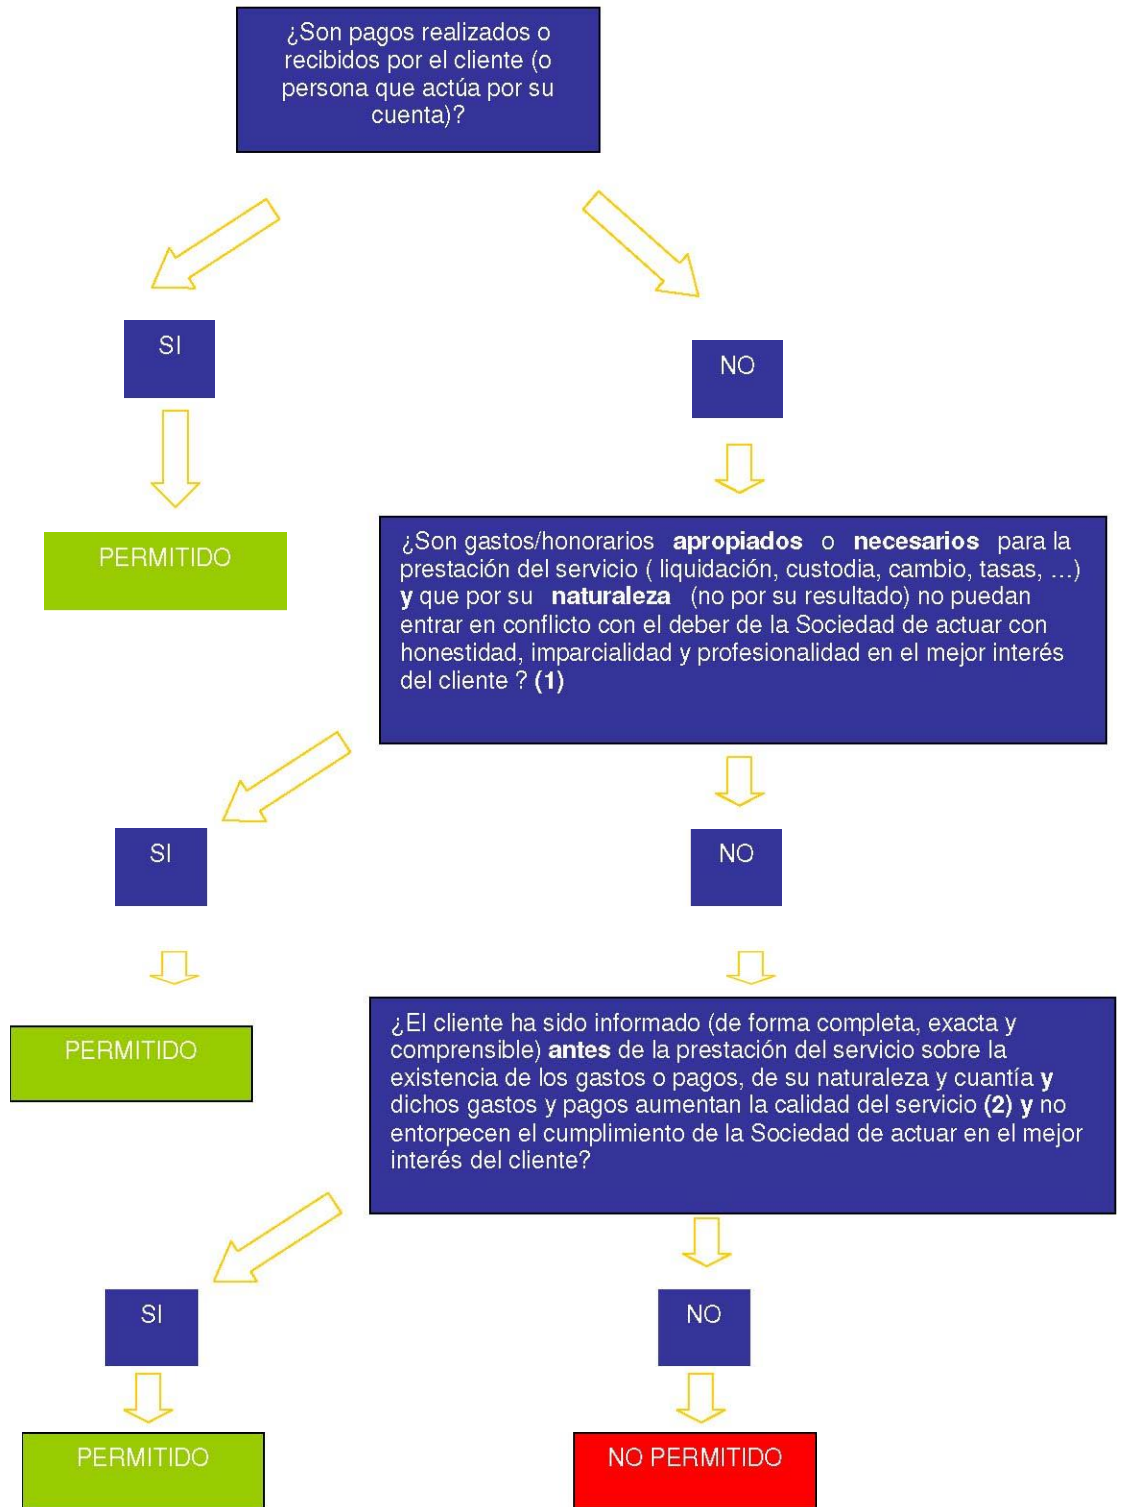 ¿Son pagos realizados o
recibidos por el cliente (o
persona que actúa por su
cuenta)?
SI
NO
PERMITIDO
¿Son gastos/honorarios apropiados o necesarios para la
prestación del servicio ( liquidación, custodia, cambio, tasas, ...)
y que por su naturaleza (no por su resultado) no puedan
entrar en conflicto con el deber de la Sociedad de actuar con
honestidad, imparcialidad y profesionalidad en el mejor interés
del cliente ? (1)
SI
NO
PERMITIDO
¿El cliente ha sido informado (de forma completa, exacta y
comprensible) antes de la prestación del servicio sobre la
existencia de los gastos o pagos, de su naturaleza y cuantía y
dichos gastos y pagos aumentan la calidad del servicio (2) y no
entorpecen el cumplimiento de la Sociedad de actuar en el mejor
interés del cliente?
SI
NO
PERMITIDO
NO PERMITIDO